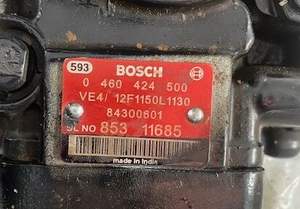 593 BOSCH
0 460 424 500
VE4/ 12F1150L1130
84300601
SL NO 853 11685
made in India